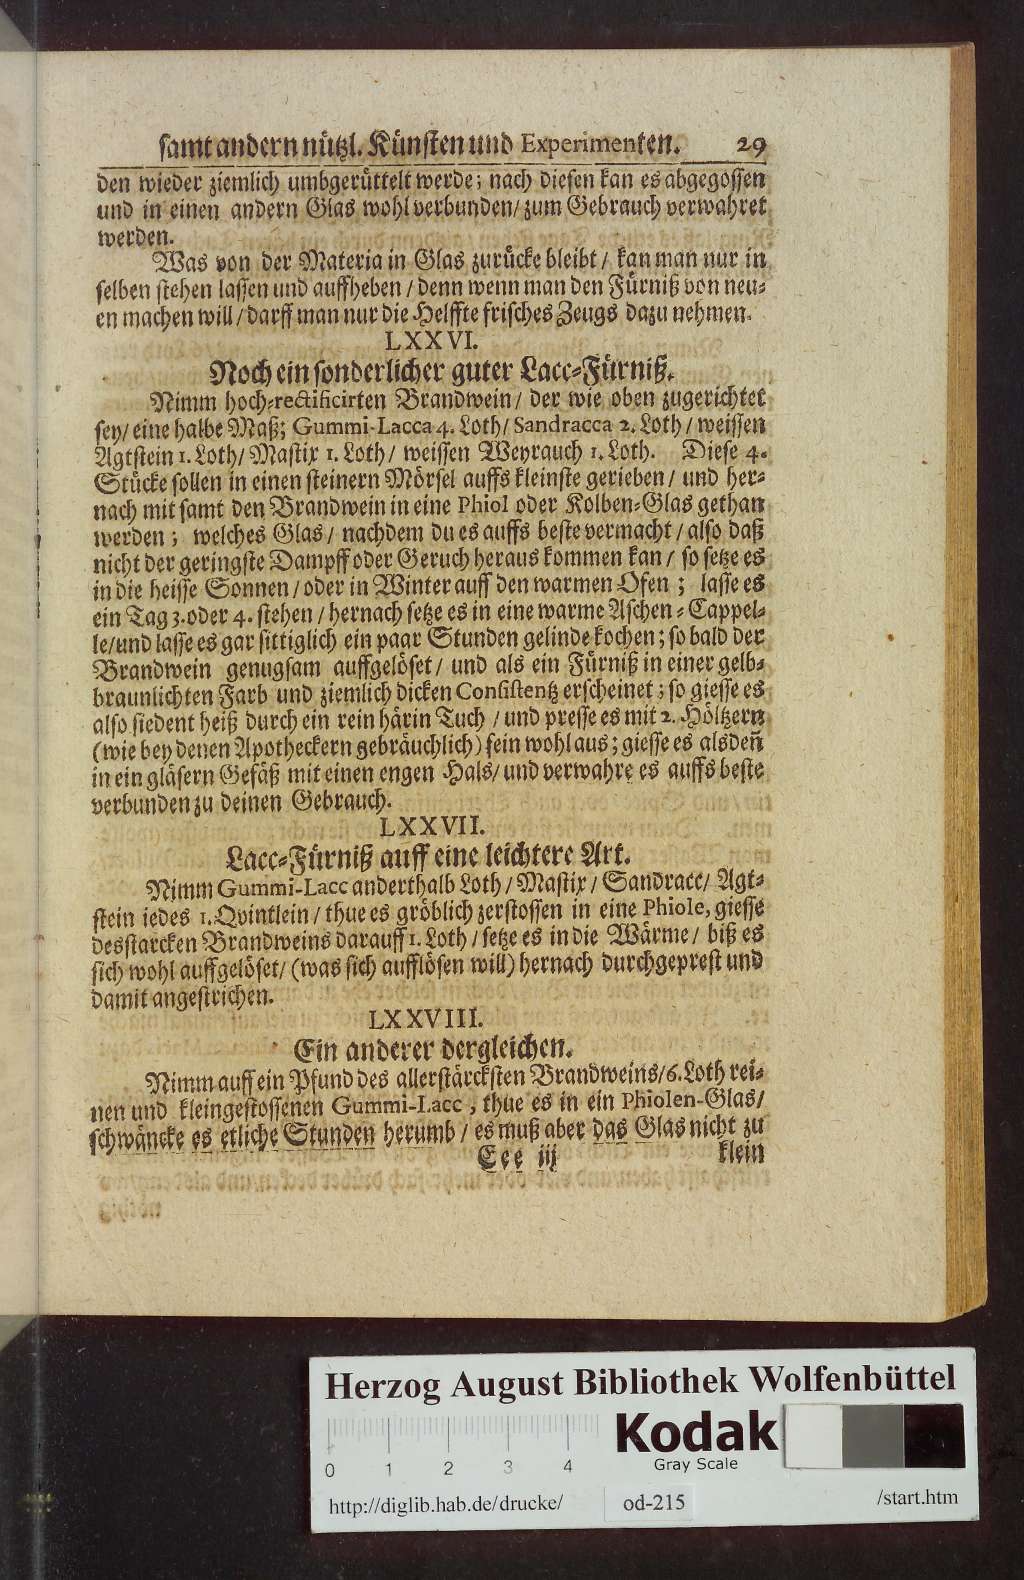 samt andern nützl. Künsten und Experimenten. 29
den wieder ziemlich umbgerüttelt werde; nach diesen kan es abgegossen
und in einen andern Glas wohl verbunden/ zum Gebrauch verwahret
werden.
Was von der Materia in Glas zurücke bleibt / kan man nur in
selben stehen lassen und auffheben / denn wenn man den Fürniß von neu-
en machen will / darff man nur die Helffte frisches Zeugs dazu nehmen.
LXXVI.
Noch ein sonderlicher guter Lacc-Fürniß.
Nimm hoch-rectificirten Brandwein / der wie oben zugerichtet
sey/ eine halbe Maß; Gummi-Lacca 4. Loth/ Sandracca 2. Loth / weissen
Agtstein 1. Loth/ Mastix 1. Loth/ weissen Weyrauch 1. Loth. Diese 4.
Stücke sollen in einen steinern Mörsel auffs kleinste gerieben / und her-
nach mit samt den Brandwein in eine Phiol oder Kolben-Glas gethan
werden; welches Glas / nachdem du es auffs beste vermacht / also daß
nicht der geringste Dampff oder Geruch heraus kommen kan / so setze es
in die heisse Sonnen / oder in Winter auff den warmen Ofen; lasse es
ein Tag 3. oder 4. stehen / hernach setze es in eine warme Aschen-Cappel-
le/ und lasse es gar sittiglich ein paar Stunden gelinde kochen; so bald der
Brandwein genugsam auffgelöset / und als ein Fürniß in einer gelb-
braunlichten Farb und ziemlich dicken Consistentz erscheinet; so giesse es
also siedent heiß durch ein rein härin Tuch / und presse es mit 2. Höltzern
(wie bey denen Apotheckern gebräuchlich) fein wohl aus; giesse es alsdeñ
in ein gläsern Gefäß mit einen engen Hals/ und verwahre es auffs beste
verbunden zu deinen Gebrauch.
LXXVII.
Lacc-Fürniß auff eine leichtere Art.
Nimm Gummi-Lacc anderthalb Loth / Mastix / Sandracc/ Agt-
stein jedes 1. Qvintlein / thue es gröblich zerstossen in eine Phiole, giesse
des starcken Brandweins darauff 1. Loth / setze es in die Wärme / biß es
sich wohl auffgelöset/ (was sich aufflösen will) hernach durchgeprest und
damit angestrichen.
LXXVIII.
Ein anderer dergleichen.
Nimm auff ein Pfund des allerstärcksten Brandweins/ 6. Loth rei-
nen und kleingestossenen Gummi-Lacc, thue es in ein Phiolen-Glas/
schwäncke es etliche Stunden herumb / es muß aber das Glas nicht zu
Eee iij klein
Herzog August Bibliothek Wolfenbüttel
0 1 2 3 4
Kodak
Gray Scale
http://diglib.hab.de/drucke/ od-215 /start.htm